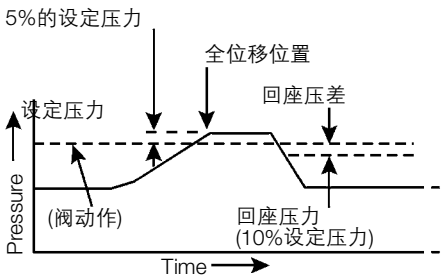 5%的设定压力
全位移位置
回座压差
设定压力
(阀动作)
回座压力
(10%设定压力)
Pressure
Time